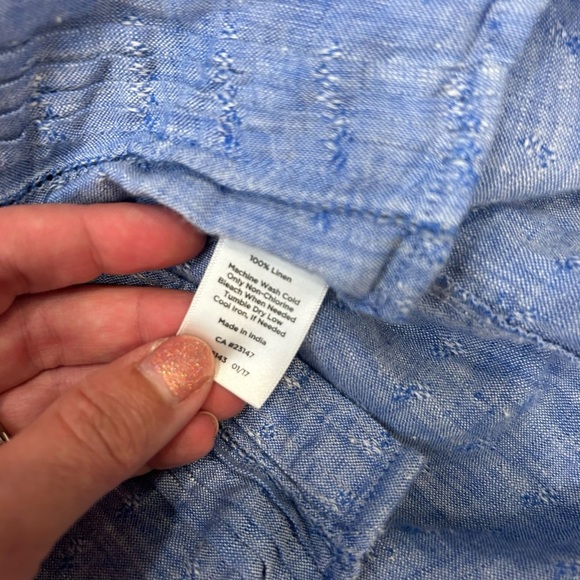 100% Linen
Machine Wash Cold
Only Non-Chlorine
Bleach When Needed
Tumble Dry Low
Cool Iron, If Needed
Made in India
CA #23147
01/17